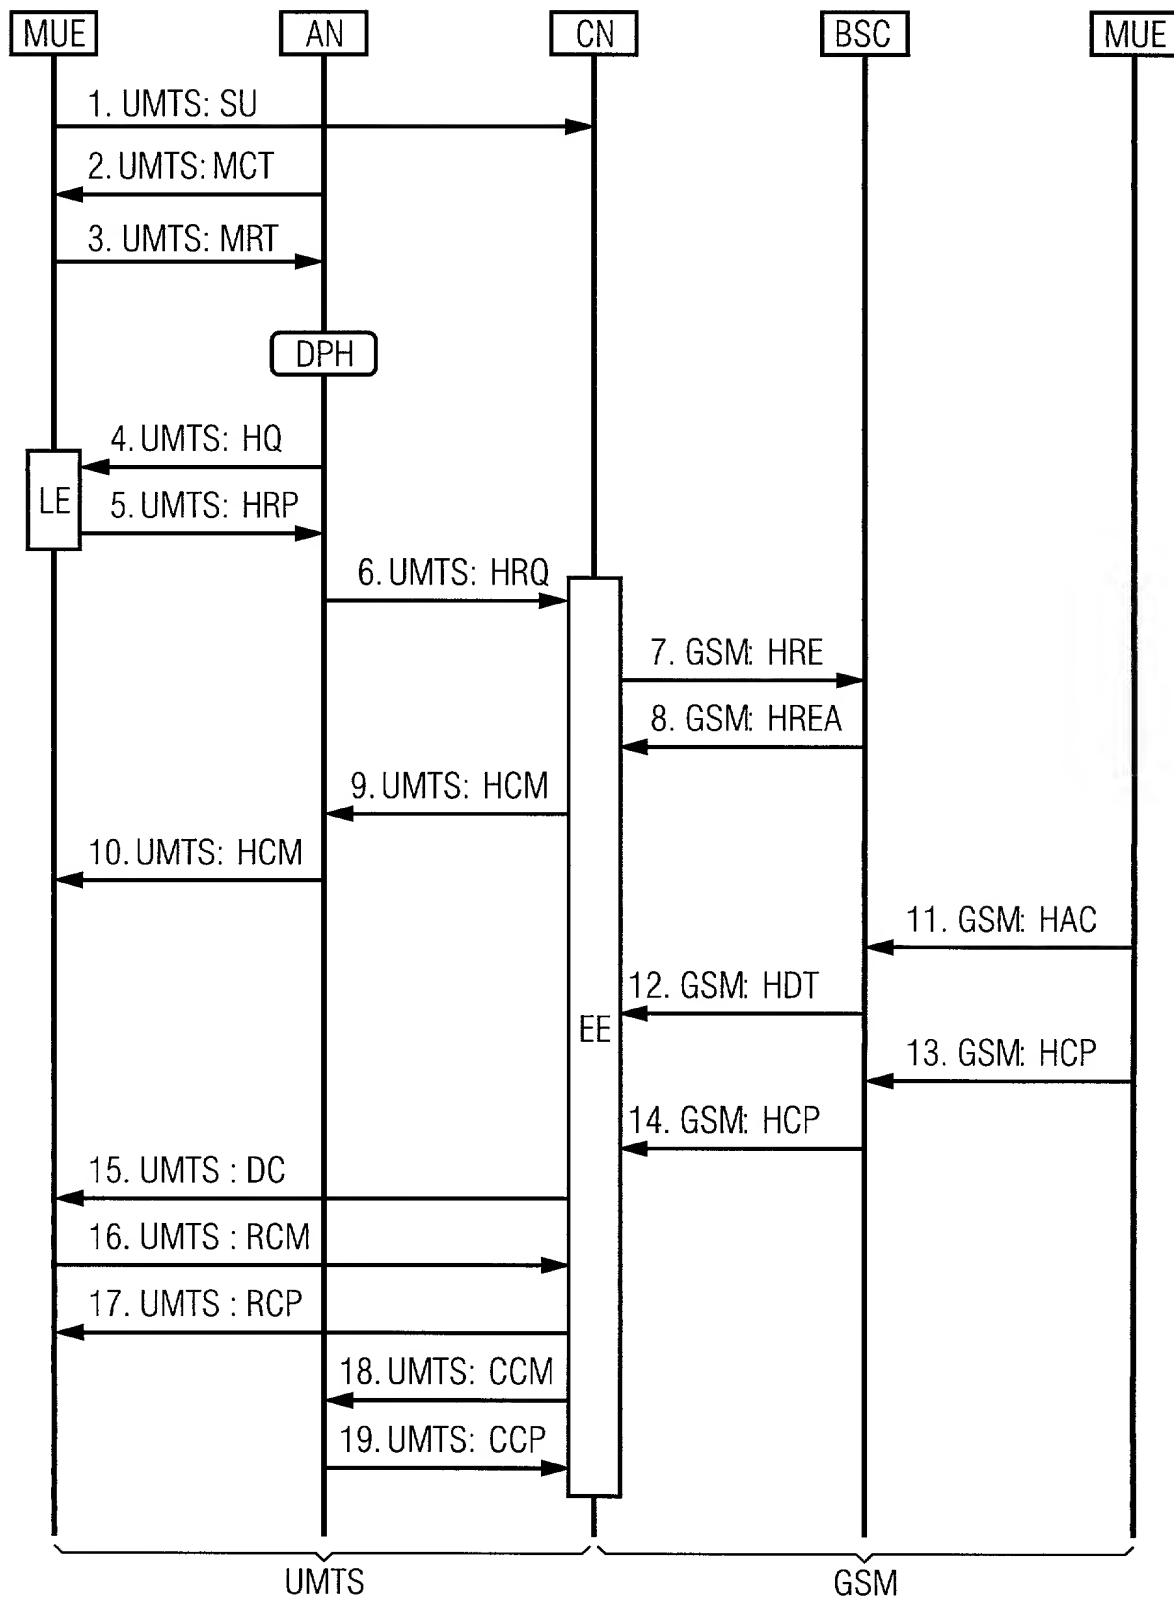 MUE AN CN BSC MUE
1. UMTS: SU
2. UMTS: MCT
3. UMTS: MRT
DPH
4. UMTS: HQ
LE
5. UMTS: HRP
6. UMTS: HRQ
7. GSM: HRE
8. GSM: HREA
9. UMTS: HCM
10. UMTS: HCM
11. GSM: HAC
12. GSM: HDT
EE
13. GSM: HCP
14. GSM: HCP
15. UMTS : DC
16. UMTS : RCM
17. UMTS : RCP
18. UMTS: CCM
19. UMTS: CCP
UMTS GSM